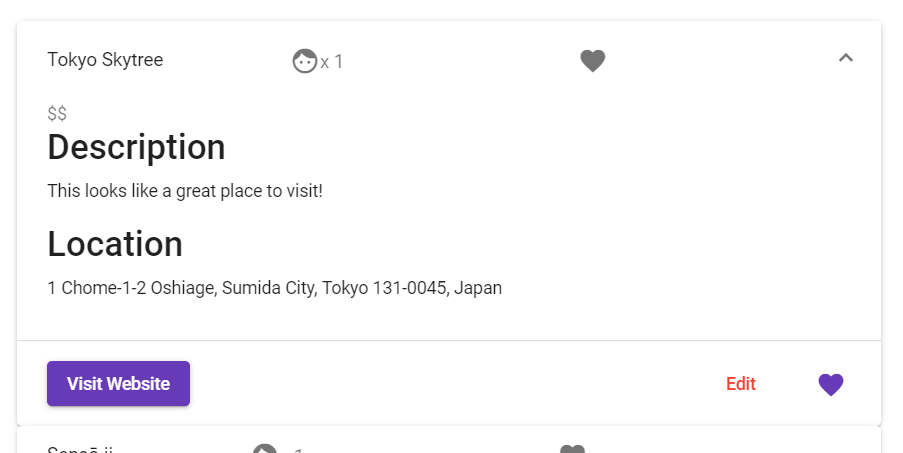 Tokyo Skytree x 1
$$
Description
This looks like a great place to visit!
Location
1 Chome-1-2 Oshiage, Sumida City, Tokyo 131-0045, Japan
Visit Website Edit